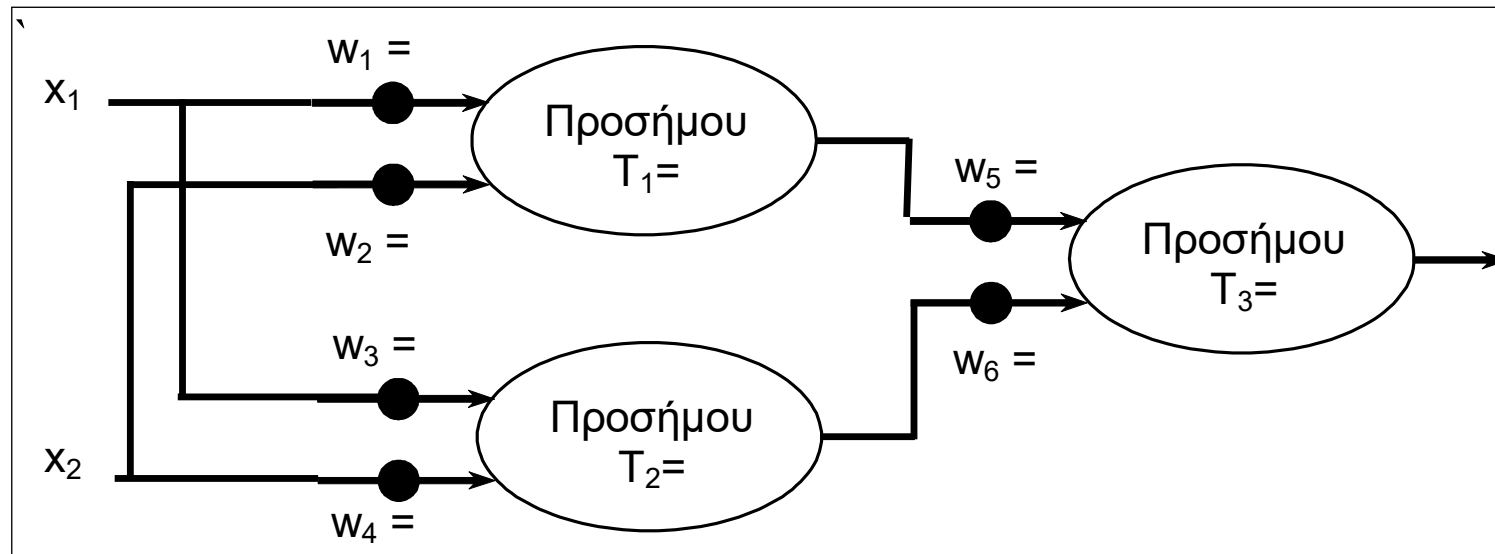 `
w₁ =
x₁
Προσήμου
T₁=
w₂ =
w₅ =
Προσήμου
T₃=
w₆ =
w₃ =
Προσήμου
T₂=
x₂
w₄ =